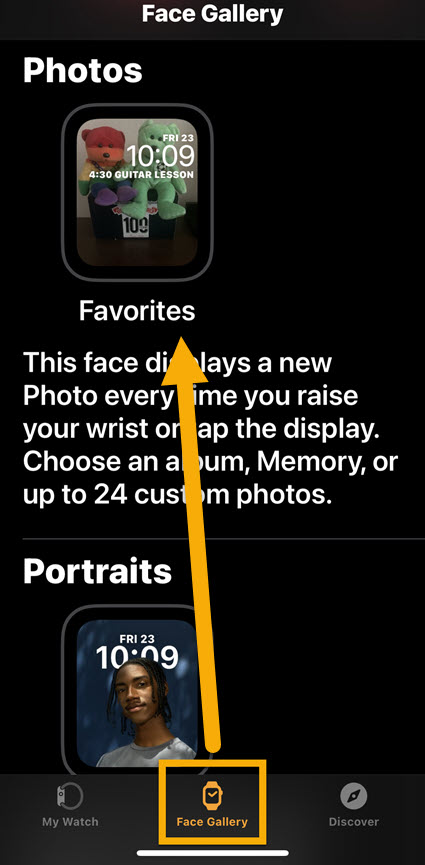 Face Gallery
Photos
FRI 23
10:09
4:30 GUITAR LESSON
100
Favorites
This face displays a new
Photo every time you raise
your wrist or tap the display.
Choose an album, Memory, or
up to 24 custom photos.
Portraits
FRI 23
10:09
My Watch
Face Gallery
Discover